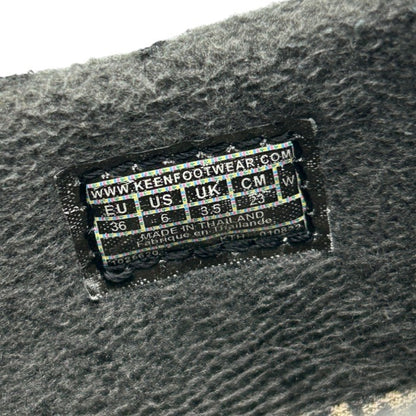 WWW.KEENFOOTWEAR.COM
EU US UK CM W
36 6 3.5 23
MADE IN THAILAND
Fabriqué en Thaïlande